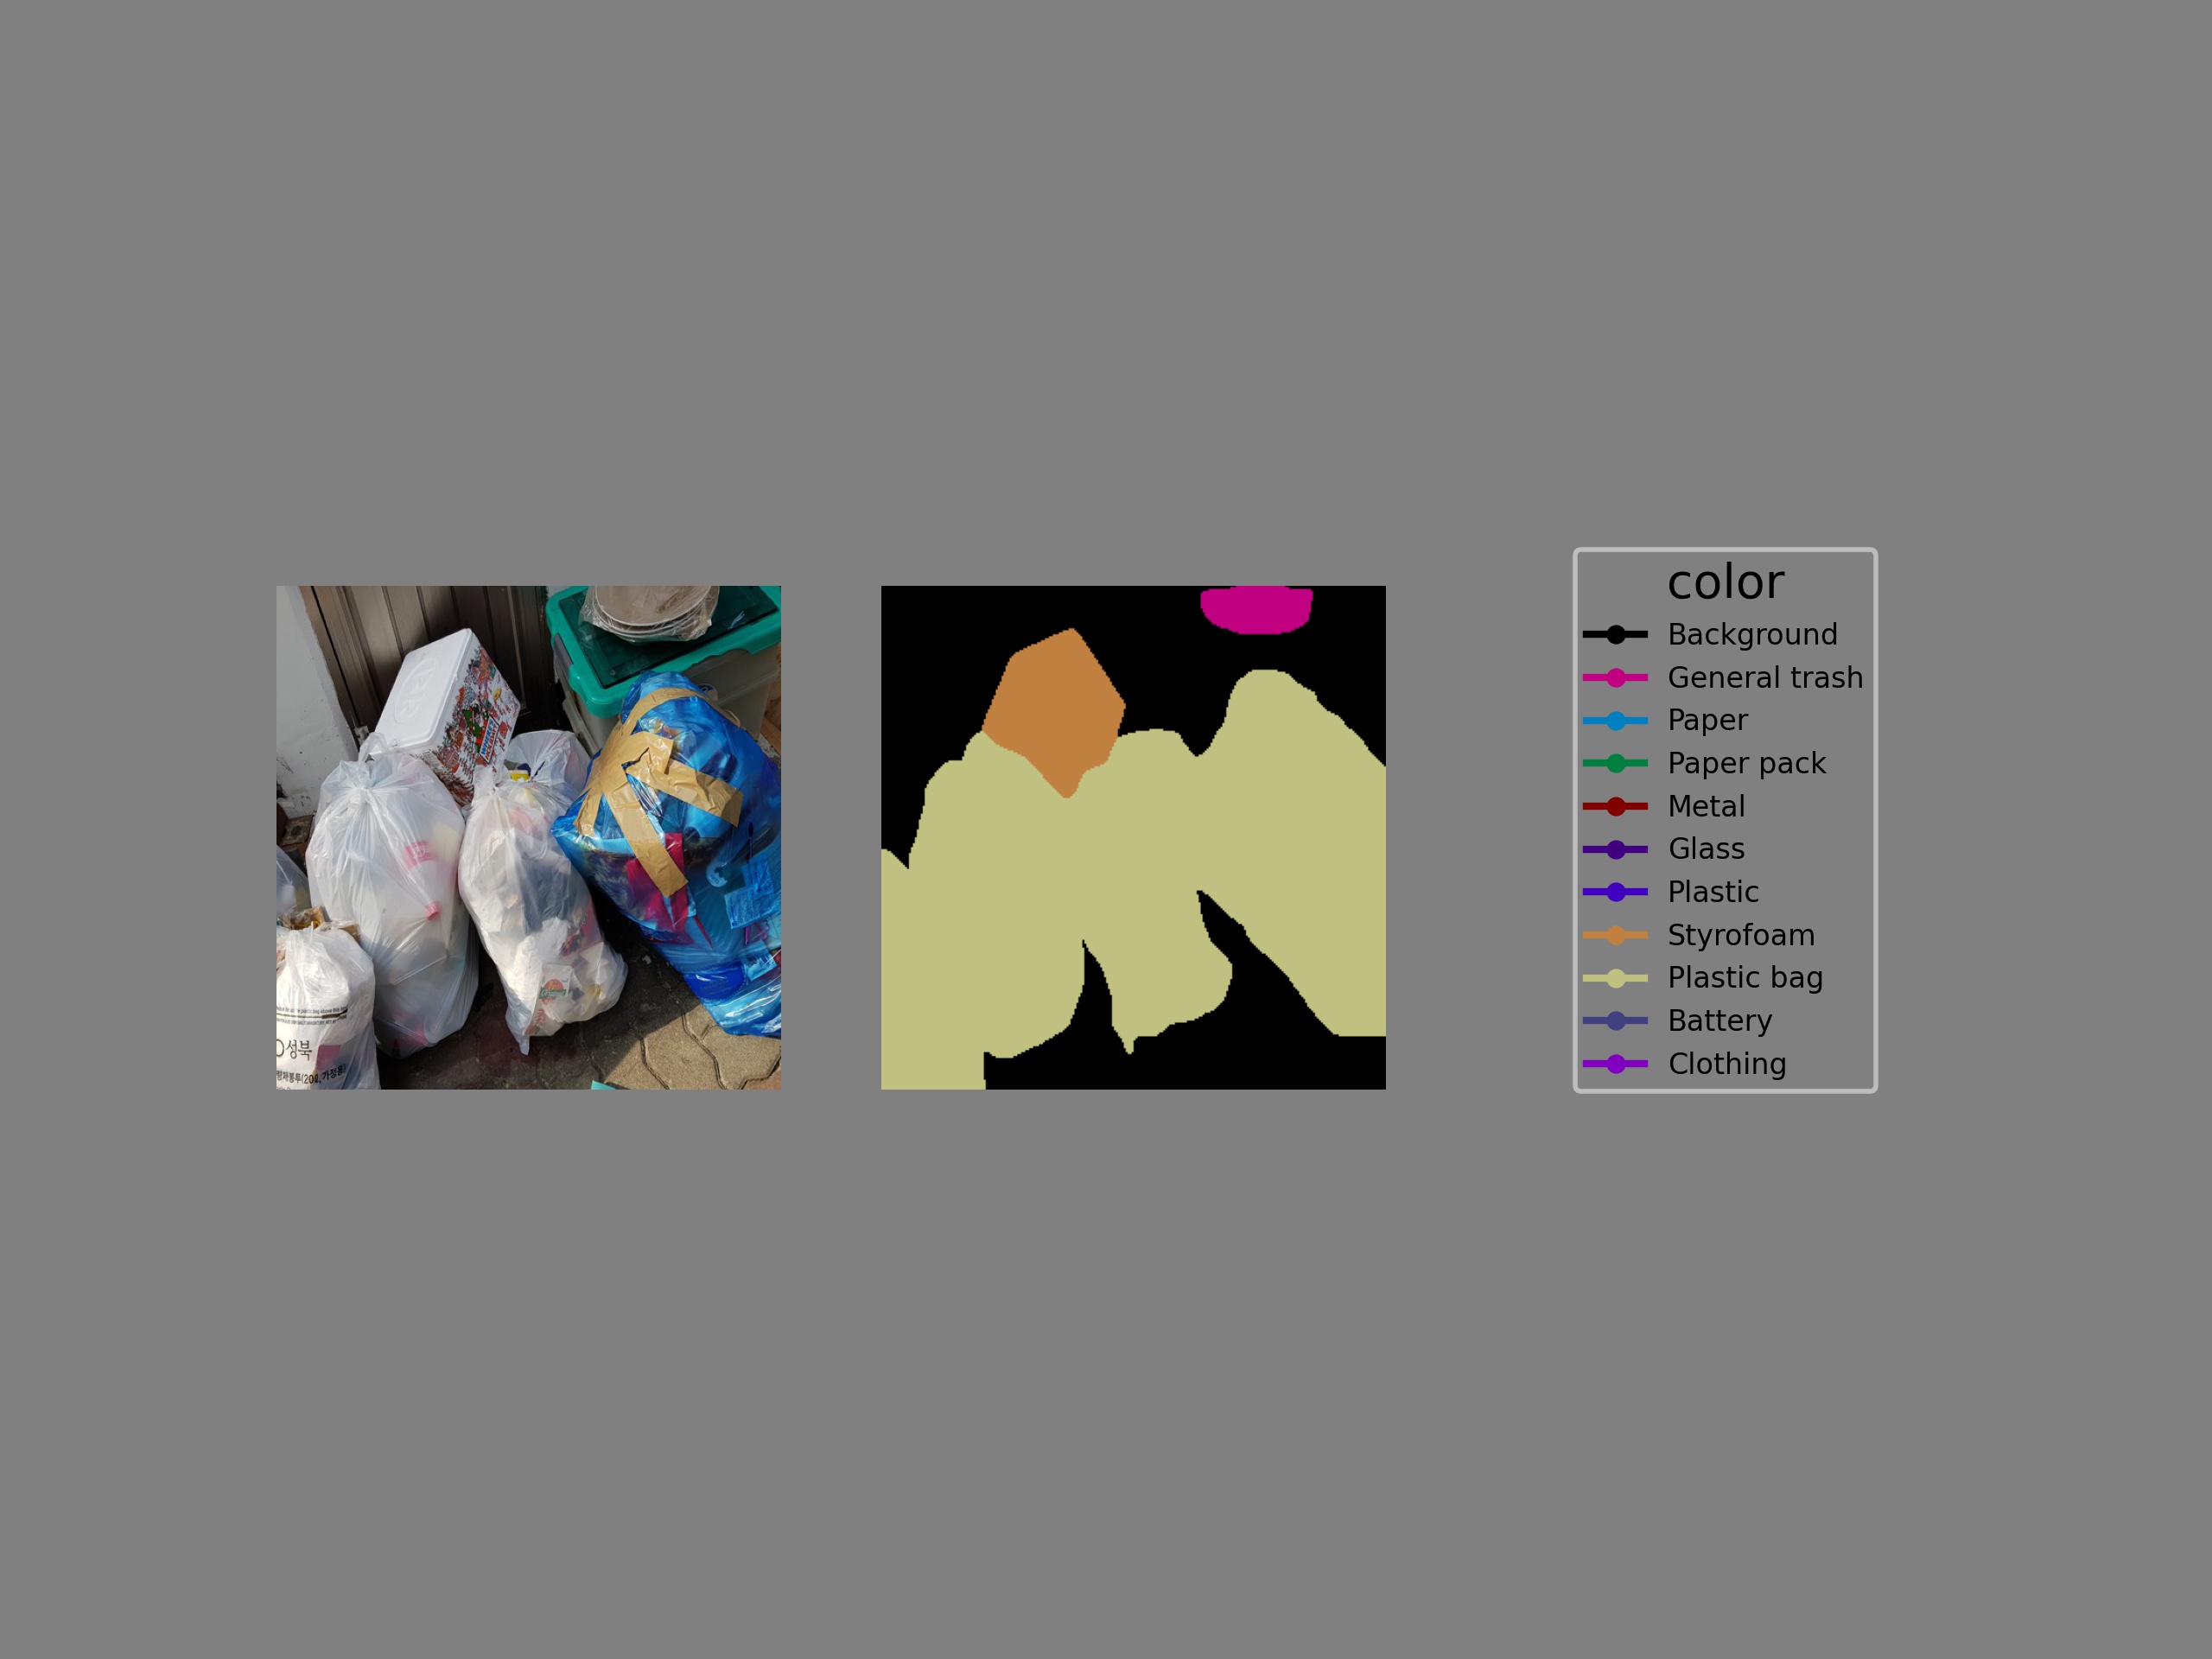 성북
color
Background
General trash
Paper
Paper pack
Metal
Glass
Plastic
Styrofoam
Plastic bag
Battery
Clothing